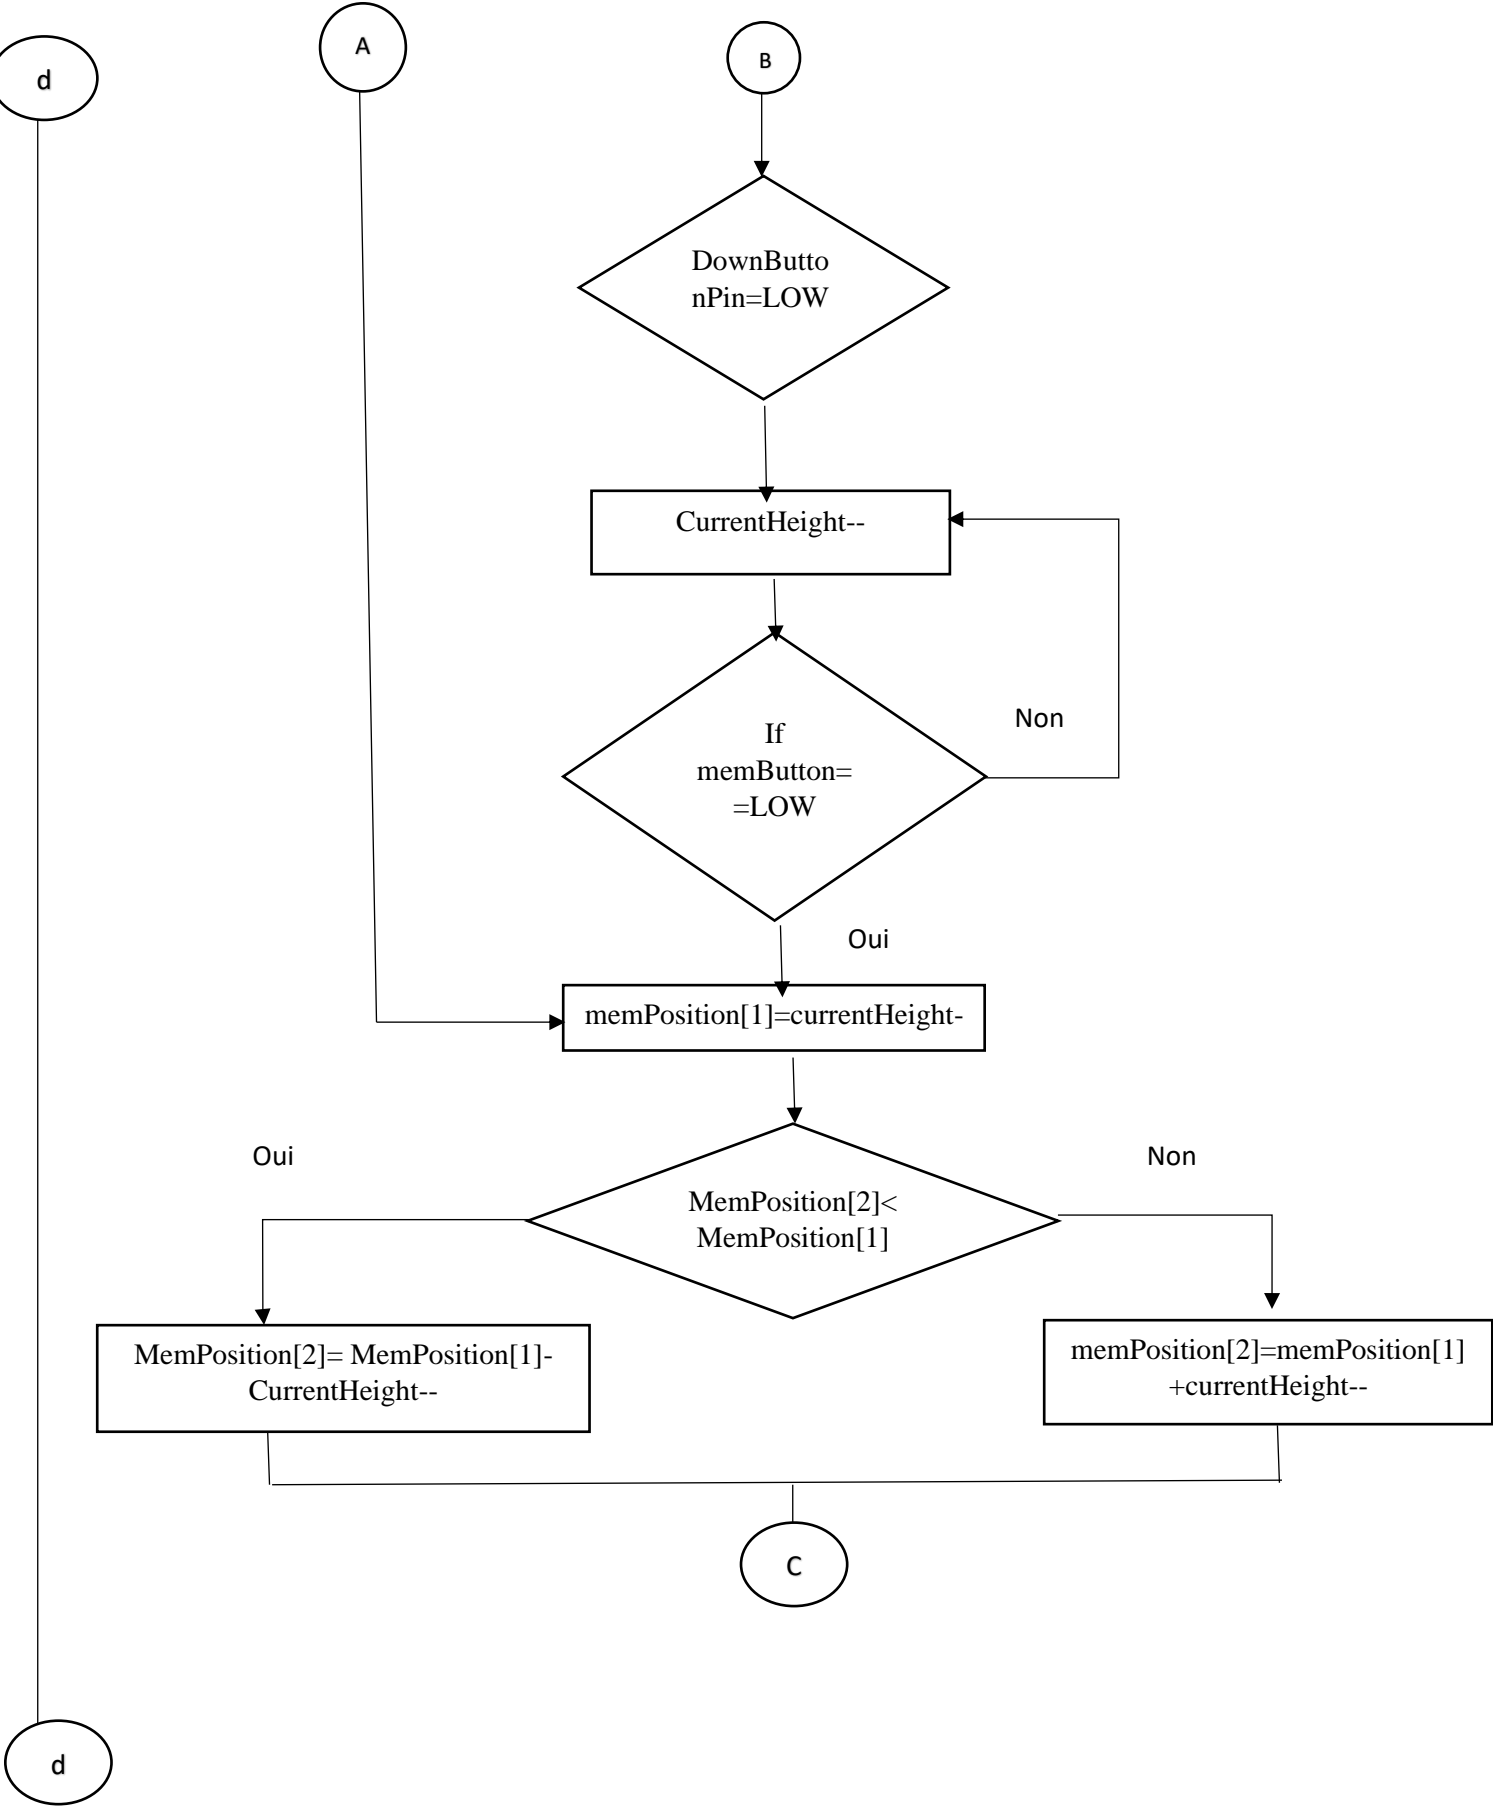 d
A
B
DownButto
nPin=LOW
CurrentHeight--
If
memButton=
=LOW
Non
Oui
memPosition[1]=currentHeight-
Oui
MemPosition[2]<
MemPosition[1]
Non
MemPosition[2]= MemPosition[1]-
CurrentHeight--
memPosition[2]=memPosition[1]
+currentHeight--
C
d